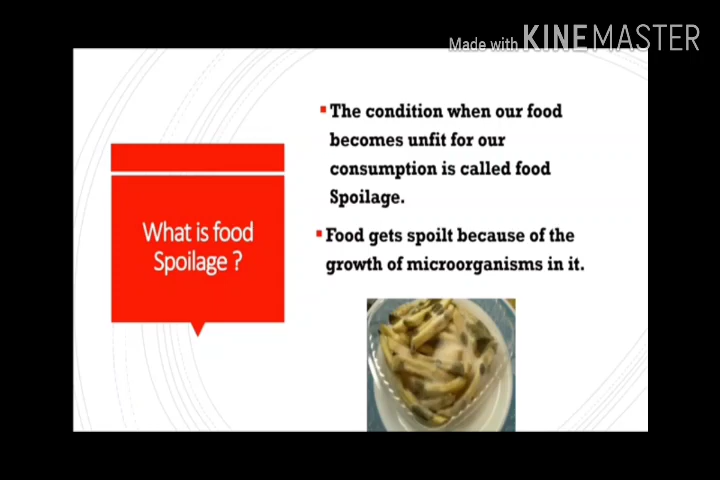 Made with KINEMASTER
What is food
Spoilage ?
▪ The condition when our food
becomes unfit for our
consumption is called food
Spoilage.
▪ Food gets spoilt because of the
growth of microorganisms in it.